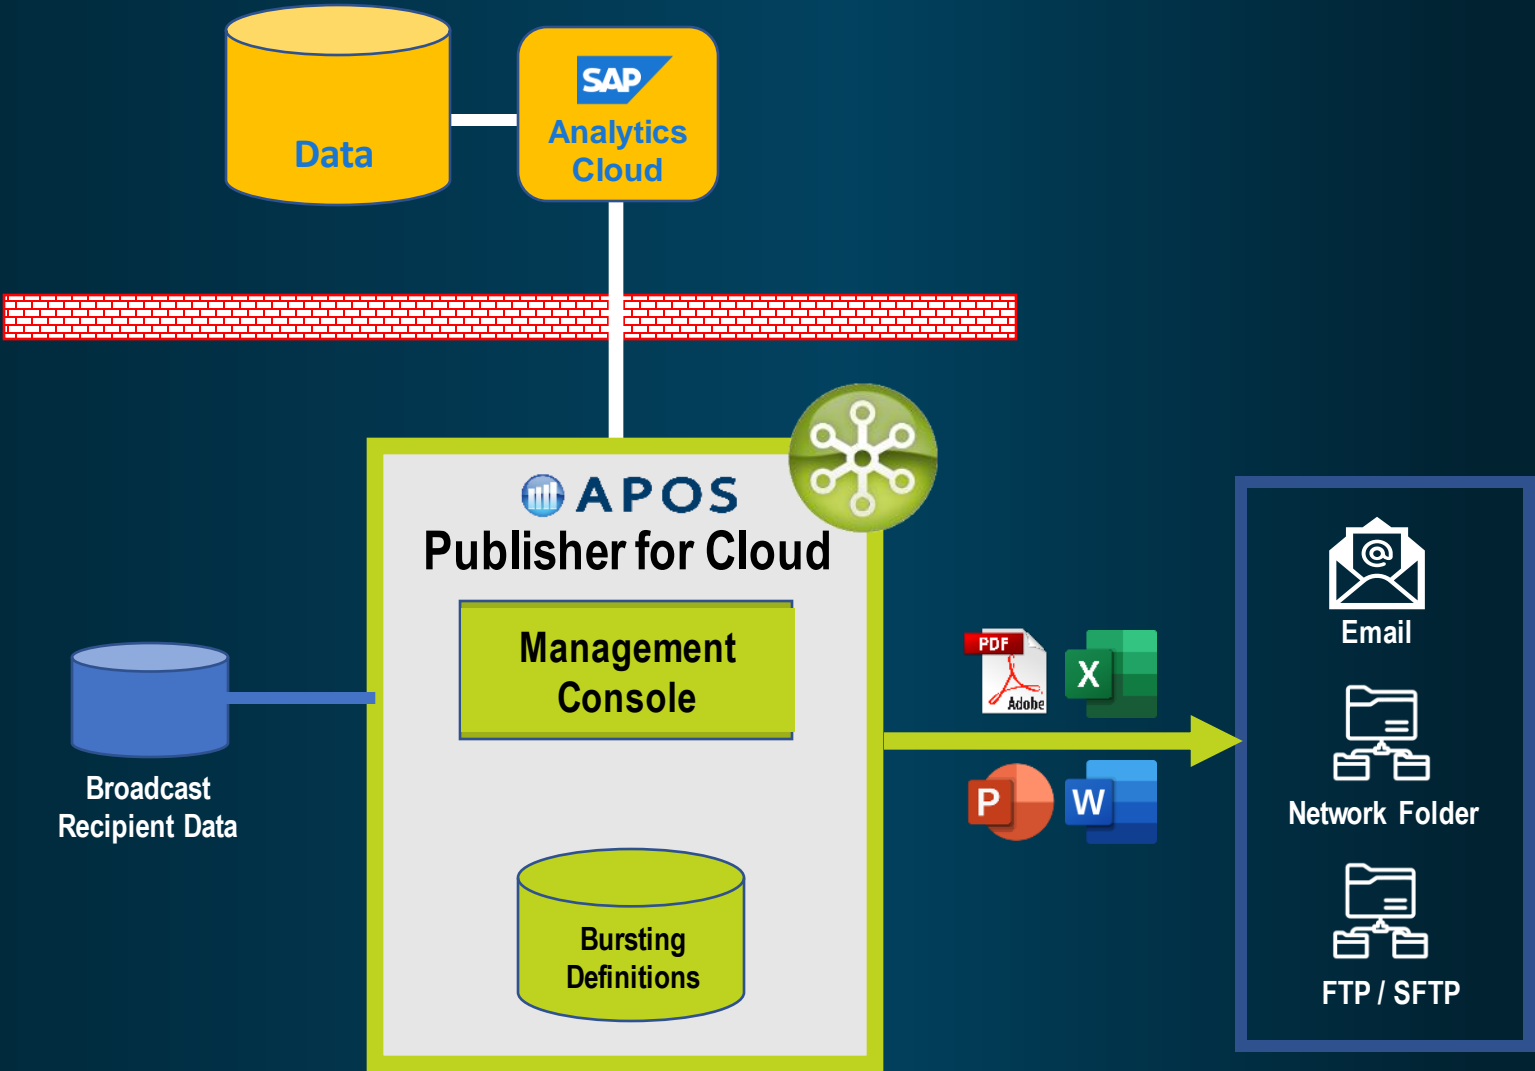 Data
SAP
Analytics
Cloud
APOS
Publisher for Cloud
Management
Console
Bursting
Definitions
Broadcast
Recipient Data
PDF
Adobe
X
P
W
@
Email
Network Folder
FTP / SFTP